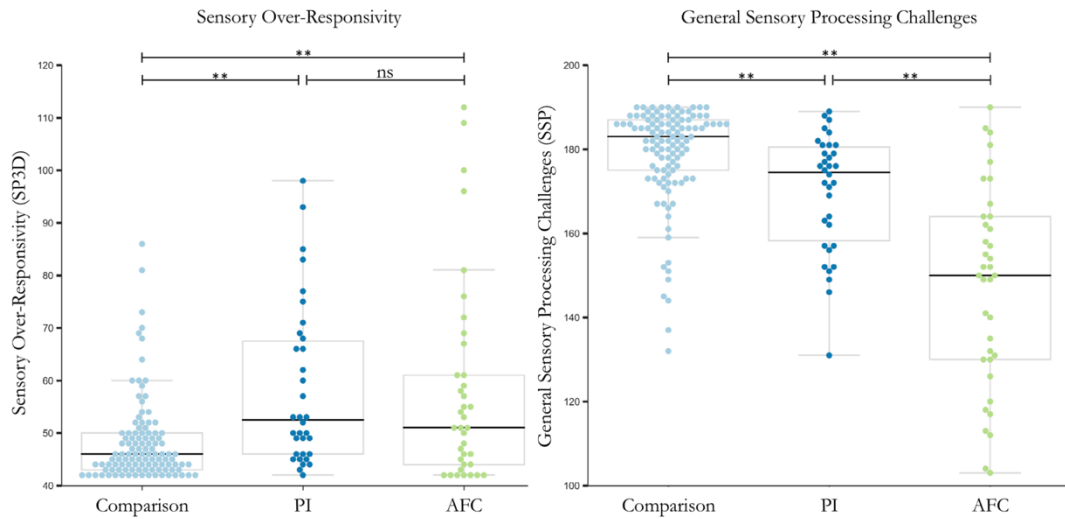 Sensory Over-Responsivity
**
**
ns
120
110
100
90
80
70
60
50
40
Sensory Over-Responsivity (SP3D)
Comparison
PI
AFC
General Sensory Processing Challenges
**
**
**
200
180
160
140
120
100
General Sensory Processing Challenges (SSP)
Comparison
PI
AFC